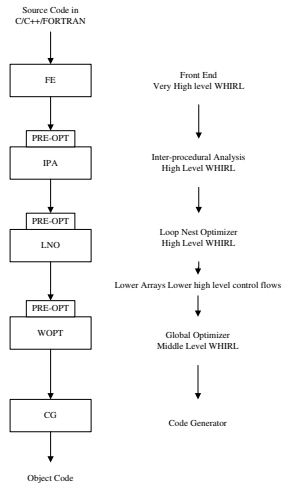 Source Code in
C/C++/FORTRAN
FE
Front End
Very High level WHIRL
PRE-OPT
IPA
Inter-procedural Analysis
High Level WHIRL
PRE-OPT
LNO
Loop Nest Optimizer
High Level WHIRL
Lower Arrays Lower high level control flows
PRE-OPT
WOPT
Global Optimizer
Middle Level WHIRL
CG
Code Generator
Object Code